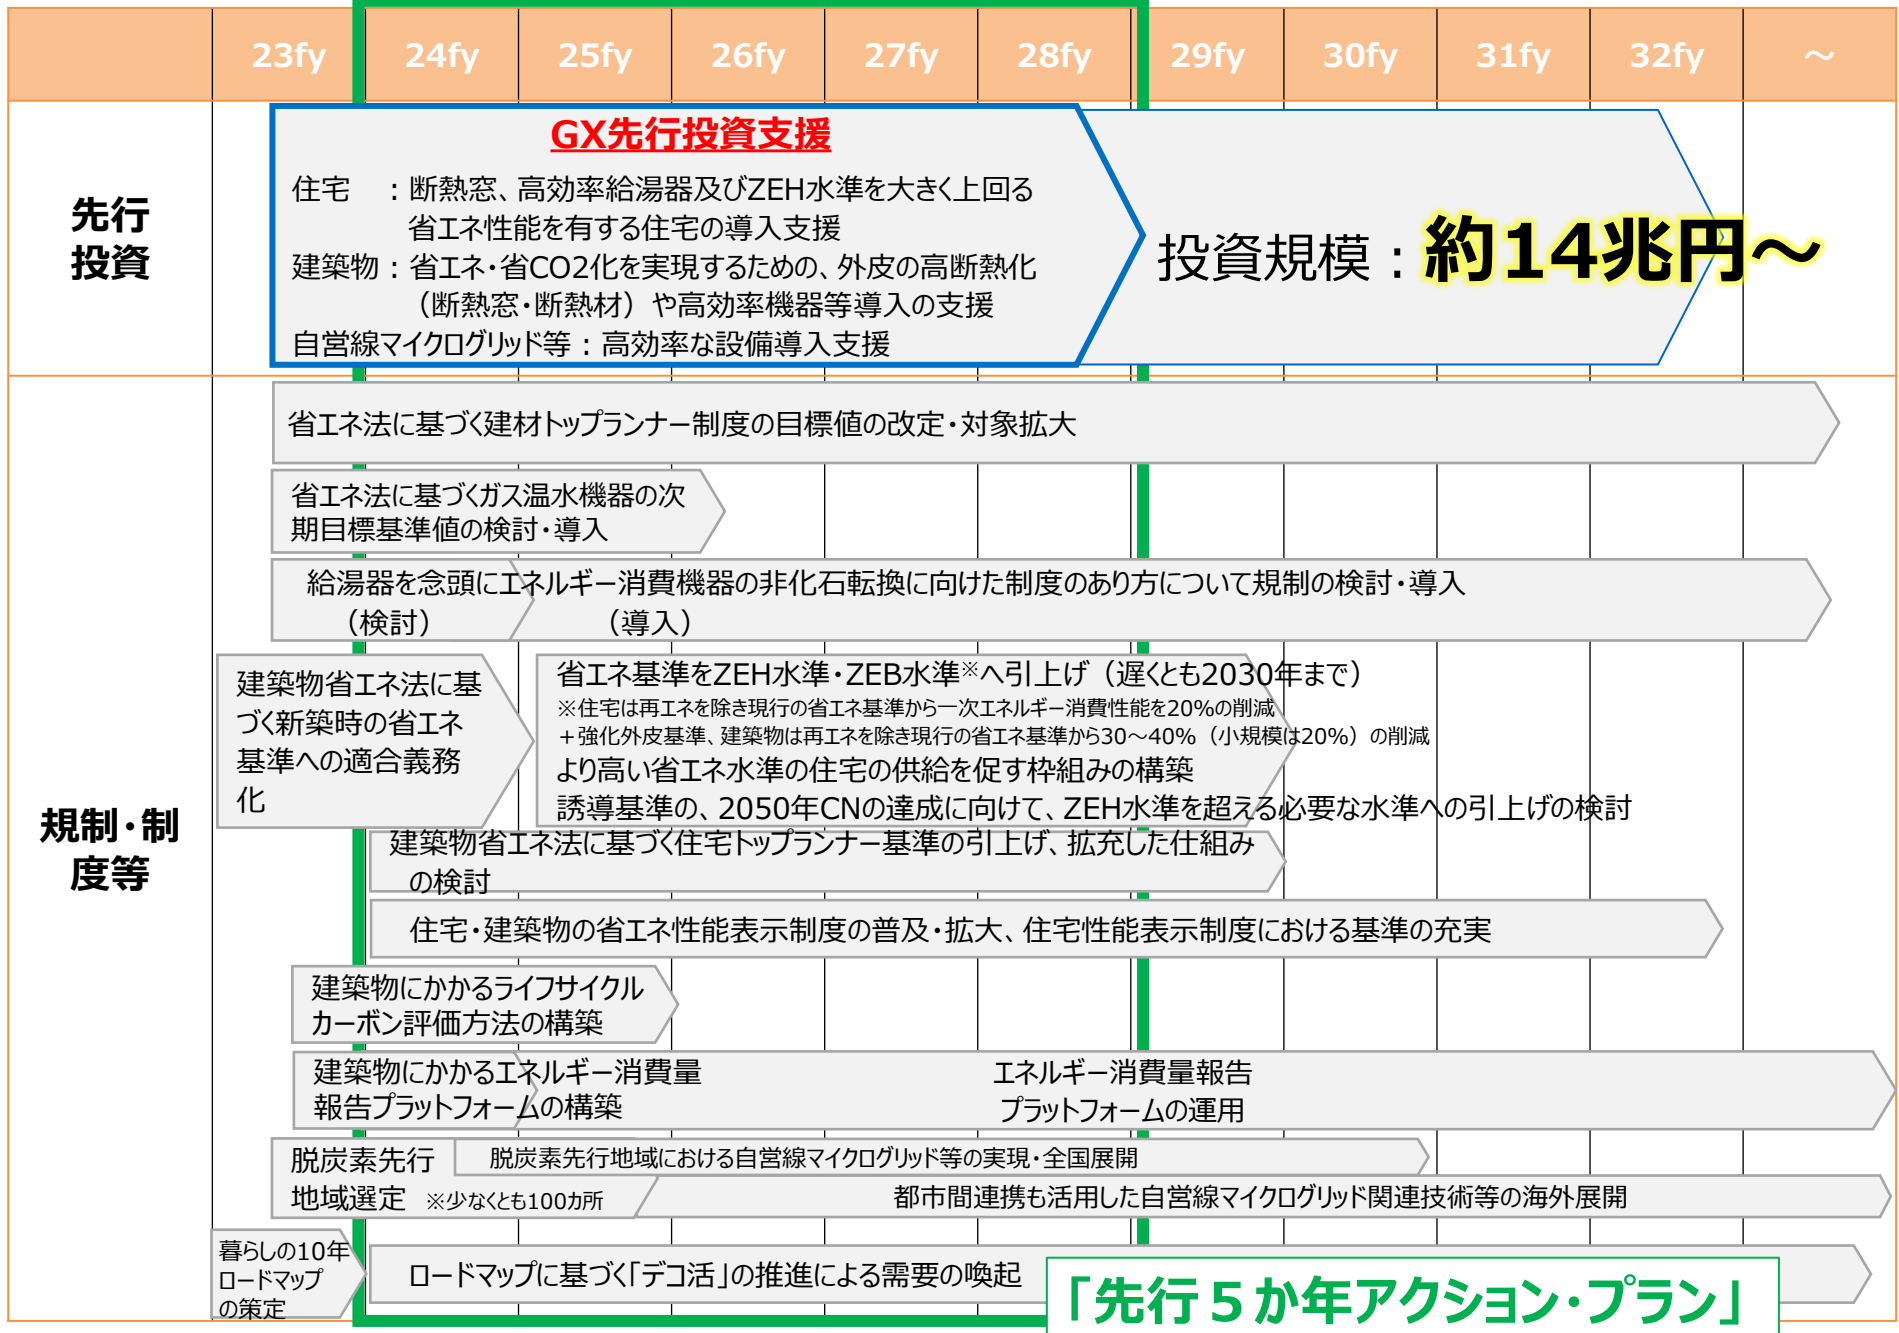 23fy 24fy 25fy 26fy 27fy 28fy 29fy 30fy 31fy 32fy ～
先行
投資
GX先行投資支援
住宅　：断熱窓、高効率給湯器及びZEH水準を大きく上回る
省エネ性能を有する住宅の導入支援
建築物：省エネ・省CO2化を実現するための、外皮の高断熱化
（断熱窓・断熱材）や高効率機器等導入の支援
自営線マイクログリッド等：高効率な設備導入支援
投資規模：約14兆円～
規制・制
度等
省エネ法に基づく建材トップランナー制度の目標値の改定・対象拡大
省エネ法に基づくガス温水機器の次
期目標基準値の検討・導入
給湯器を念頭にエネルギー消費機器の非化石転換に向けた制度のあり方について規制の検討・導入
（検討）　（導入）
建築物省エネ法に基
づく新築時の省エネ
基準への適合義務
化
省エネ基準をZEH水準・ZEB水準※へ引上げ（遅くとも2030年まで）
※住宅は再エネを除き現行の省エネ基準から一次エネルギー消費性能を20%の削減
＋強化外皮基準、建築物は再エネを除き現行の省エネ基準から30～40%（小規模は20%）の削減
より高い省エネ水準の住宅の供給を促す枠組みの構築
誘導基準の、2050年CNの達成に向けて、ZEH水準を超える必要な水準への引上げの検討
建築物省エネ法に基づく住宅トップランナー基準の引上げ、拡充した仕組み
の検討
住宅・建築物の省エネ性能表示制度の普及・拡大、住宅性能表示制度における基準の充実
建築物にかかるライフサイクル
カーボン評価方法の構築
建築物にかかるエネルギー消費量
報告プラットフォームの構築
エネルギー消費量報告
プラットフォームの運用
脱炭素先行
地域選定 ※少なくとも100カ所
脱炭素先行地域における自営線マイクログリッド等の実現・全国展開
都市間連携も活用した自営線マイクログリッド関連技術等の海外展開
暮らしの10年
ロードマップ
の策定
ロードマップに基づく「デコ活」の推進による需要の喚起
「先行５か年アクション・プラン」